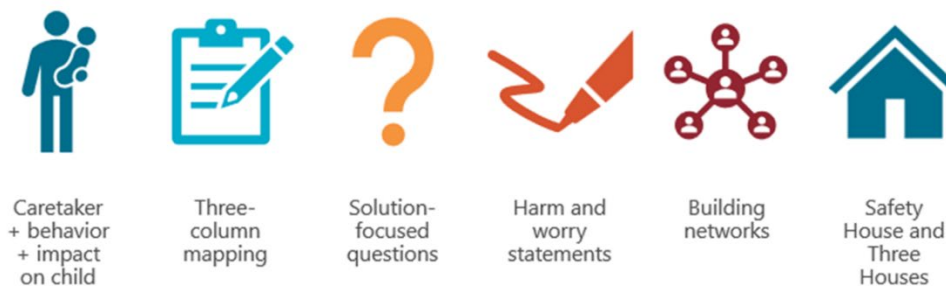 Caretaker
+ behavior
+ impact
on child
Three-
column
mapping
Solution-
focused
questions
Harm and
worry
statements
Building
networks
Safety
House and
Three
Houses